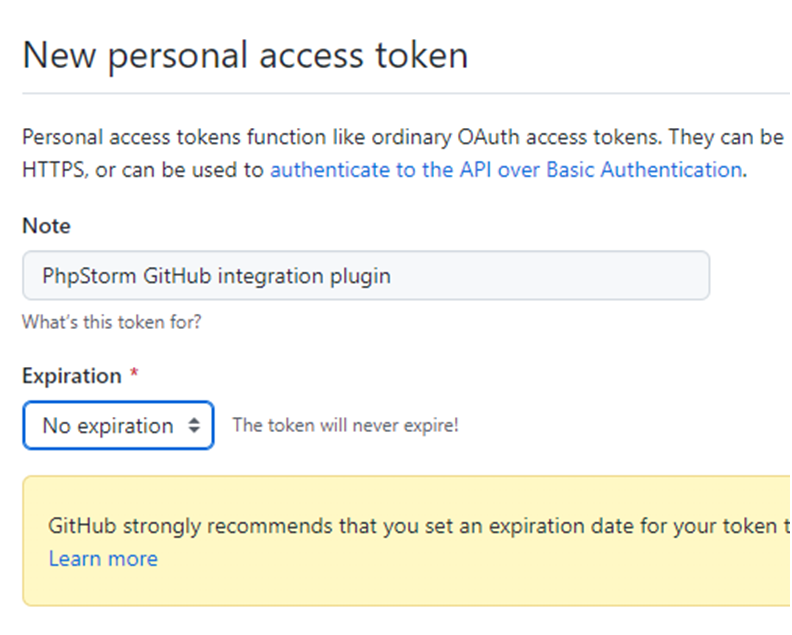 New personal access token
Personal access tokens function like ordinary OAuth access tokens. They can be
HTTPS, or can be used to authenticate to the API over Basic Authentication.
Note
PhpStorm GitHub integration plugin
What's this token for?
Expiration *
No expiration The token will never expire!
GitHub strongly recommends that you set an expiration date for your token
Learn more